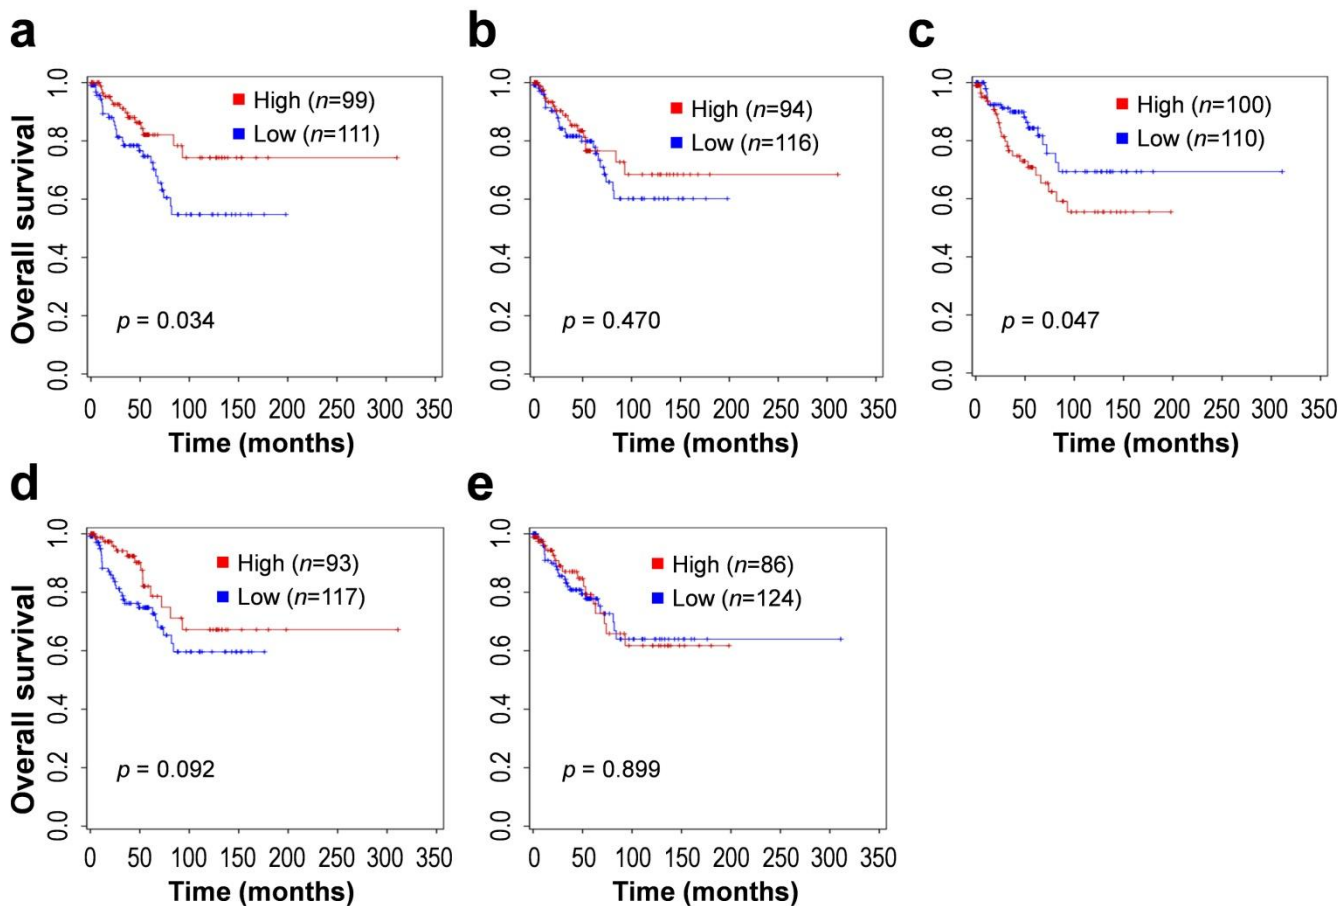 a
High (n=99)
Low (n=111)
p = 0.034
Overall survival
1.0
0.8
0.6
0.4
0.2
0.0
0 50 100 150 200 250 300 350
Time (months)
b
High (n=94)
Low (n=116)
p = 0.470
1.0
0.8
0.6
0.4
0.2
0.0
0 50 100 150 200 250 300 350
Time (months)
c
High (n=100)
Low (n=110)
p = 0.047
1.0
0.8
0.6
0.4
0.2
0.0
0 50 100 150 200 250 300 350
Time (months)
d
High (n=93)
Low (n=117)
p = 0.092
Overall survival
1.0
0.8
0.6
0.4
0.2
0.0
0 50 100 150 200 250 300 350
Time (months)
e
High (n=86)
Low (n=124)
p = 0.899
1.0
0.8
0.6
0.4
0.2
0.0
0 50 100 150 200 250 300 350
Time (months)